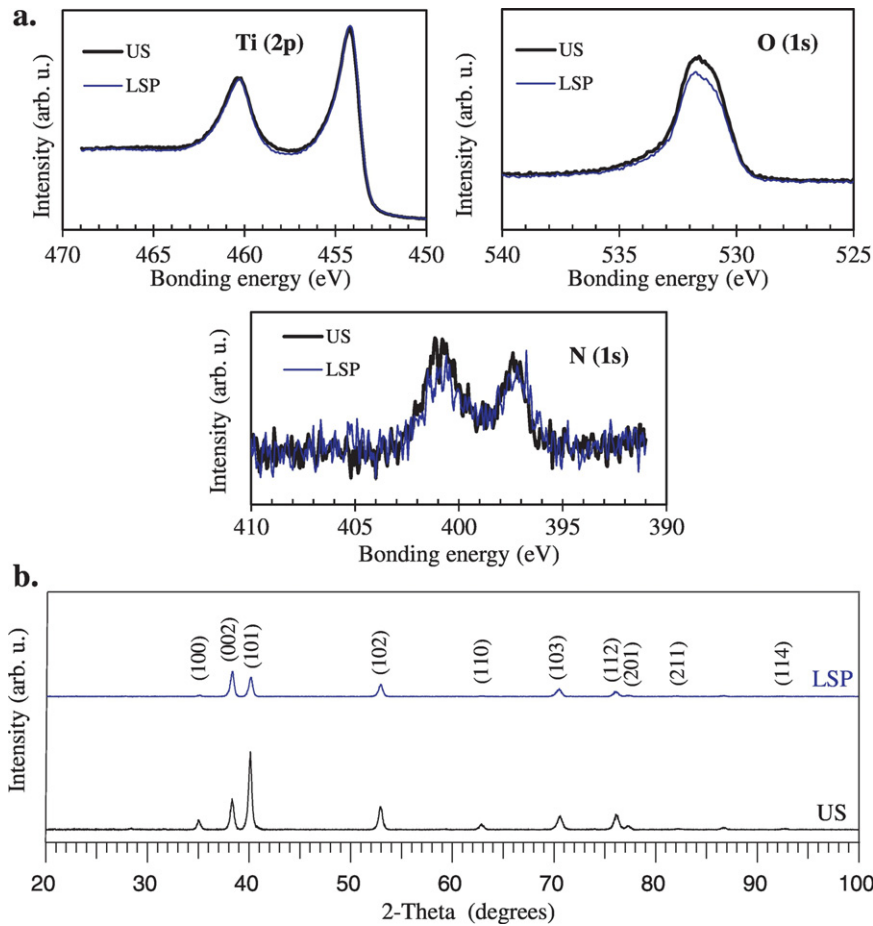 a.
Ti (2p)
US
LSP
Intensity (arb. u.)
470 465 460 455 450
Bonding energy (eV)
O (1s)
US
LSP
Intensity (arb. u.)
540 535 530 525
Bonding energy (eV)
N (1s)
US
LSP
Intensity (arb. u.)
410 405 400 395 390
Bonding energy (eV)
b.
(100) (002) (101) (102) (110) (103) (112) (201) (211) (114)
LSP
US
Intensity (arb. u.)
20 30 40 50 60 70 80 90 100
2-Theta (degrees)